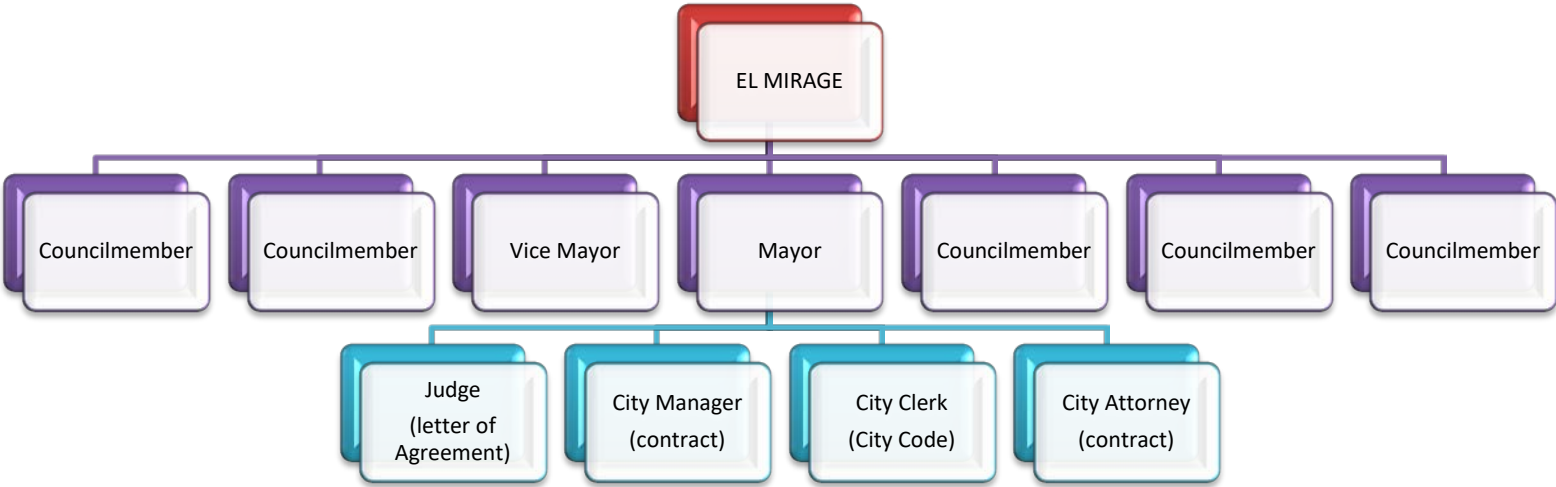 EL MIRAGE
Councilmember
Councilmember
Vice Mayor
Mayor
Councilmember
Councilmember
Councilmember
Judge
(letter of
Agreement)
City Manager
(contract)
City Clerk
(City Code)
City Attorney
(contract)